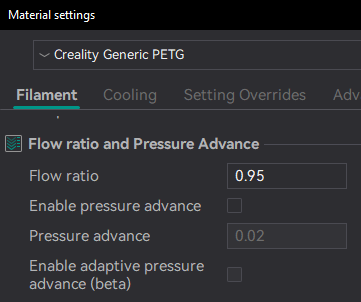 Material settings
Creality Generic PETG
Filament Cooling Setting Overrides Adv
Flow ratio and Pressure Advance
Flow ratio 0.95
Enable pressure advance
Pressure advance 0.02
Enable adaptive pressure
advance (beta)